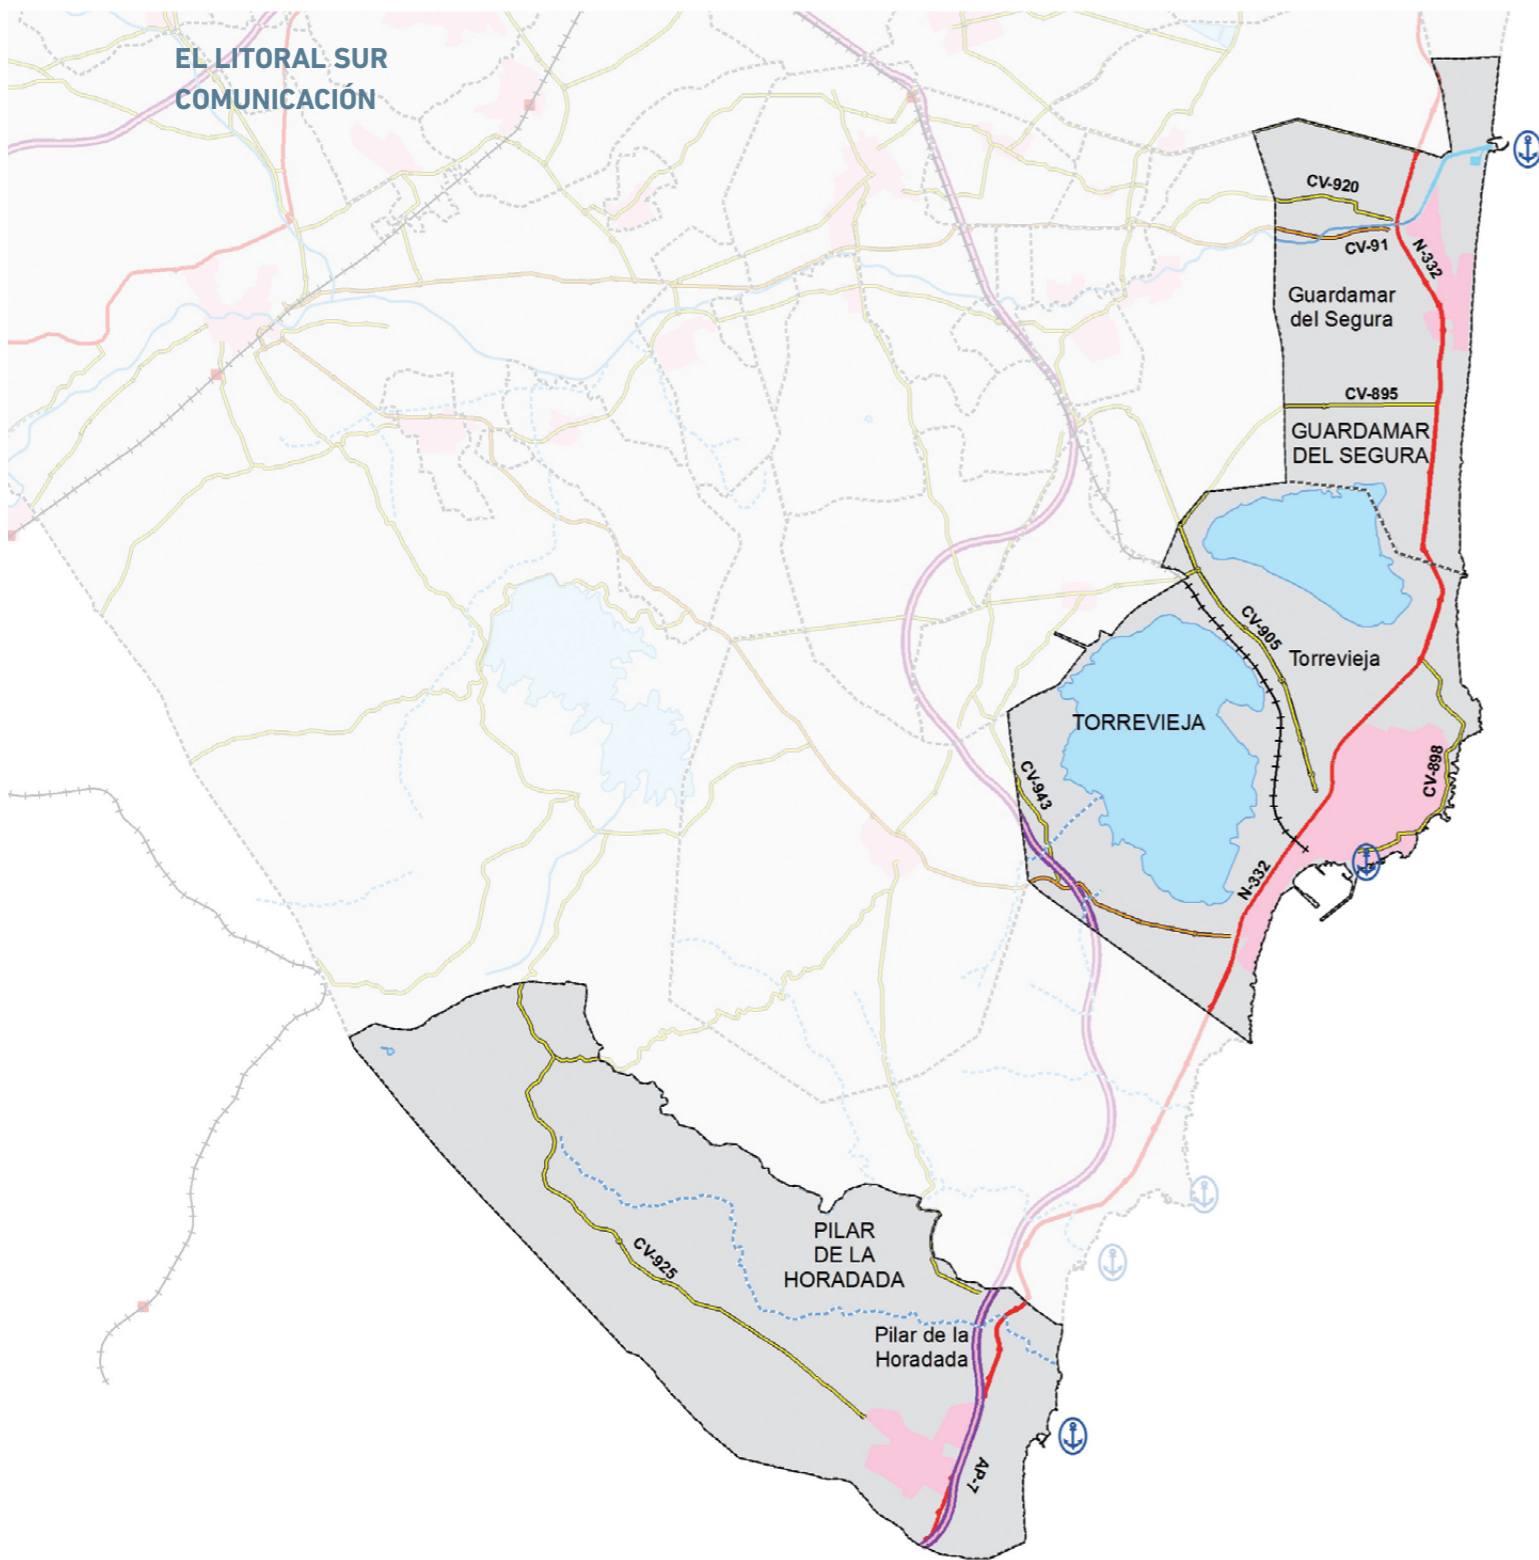 EL LITORAL SUR
COMUNICACIÓN
CV-920
CV-91
N-332
Guardamar
del Segura
CV-895
GUARDAMAR
DEL SEGURA
CV-905
Torrevieja
TORREVIEJA
CV-943
CV-898
N-332
PILAR
DE LA
HORADADA
CV-925
Pilar de la
Horadada
AP-7